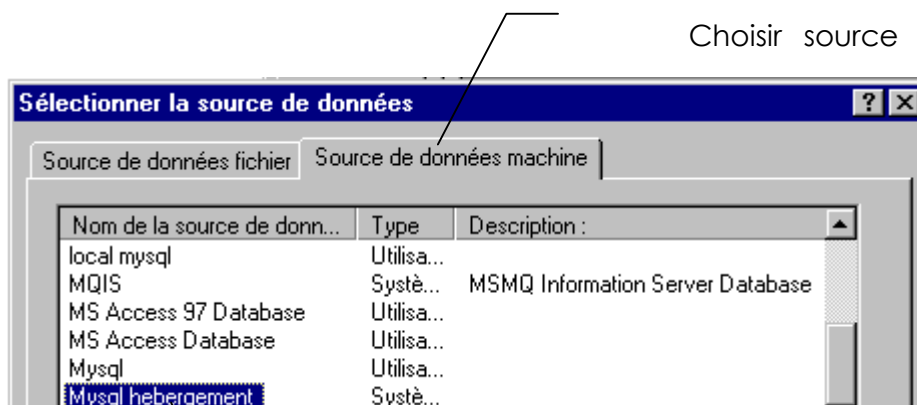 Choisir source
Sélectionner la source de données
Source de données fichier Source de données machine
Nom de la source de donn... Type Description :
local mysql Utilisa...
MQIS Systè... MSMQ Information Server Database
MS Access 97 Database Utilisa...
MS Access Database Utilisa...
Mysql Utilisa...
Mysql hebergement Systè...